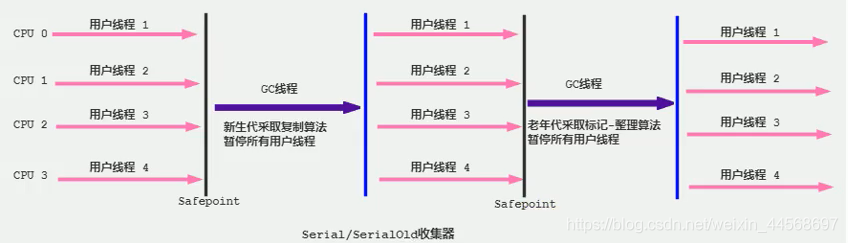 CPU 0
用户线程 1
用户线程 1
用户线程 1
CPU 1
用户线程 2
GC线程
用户线程 2
GC线程
用户线程 2
CPU 2
用户线程 3
新生代采取复制算法
暂停所有用户线程
用户线程 3
老年代采取标记-整理算法
暂停所有用户线程
用户线程 3
CPU 3
用户线程 4
用户线程 4
用户线程 4
Safepoint
Safepoint
Serial/SerialOld收集器
https://blog.csdn.net/weixin_44568697